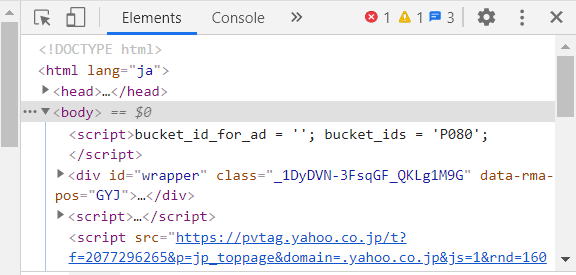 Elements Console » 1 1 3
<!DOCTYPE html>
<html lang="ja">
<head>…</head>
<body> == $0
<script>bucket_id_for_ad = ''; bucket_ids = 'P080';
</script>
<div id="wrapper" class="_1DyDVN-3FsqGF_QKLg1M9G" data-rma-
pos="GYJ">…</div>
<script>…</script>
<script src="https://pvtag.yahoo.co.jp/t?
f=2077296265&p=jp_toppage&domain=.yahoo.co.jp&js=1&rnd=160